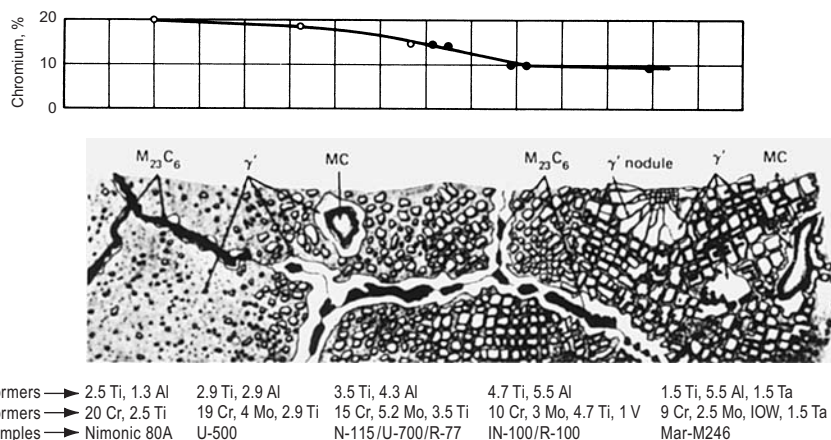 Chromium, %
20
10
0
M23C6 γ′ MC M23C6 γ′ nodule γ′ MC
ormers 2.5 Ti, 1.3 Al 2.9 Ti, 2.9 Al 3.5 Ti, 4.3 Al 4.7 Ti, 5.5 Al 1.5 Ti, 5.5 Al, 1.5 Ta
ormers 20 Cr, 2.5 Ti 19 Cr, 4 Mo, 2.9 Ti 15 Cr, 5.2 Mo, 3.5 Ti 10 Cr, 3 Mo, 4.7 Ti, 1 V 9 Cr, 2.5 Mo, IOW, 1.5 Ta
mples Nimonic 80A U-500 N-115/U-700/R-77 IN-100/R-100 Mar-M246